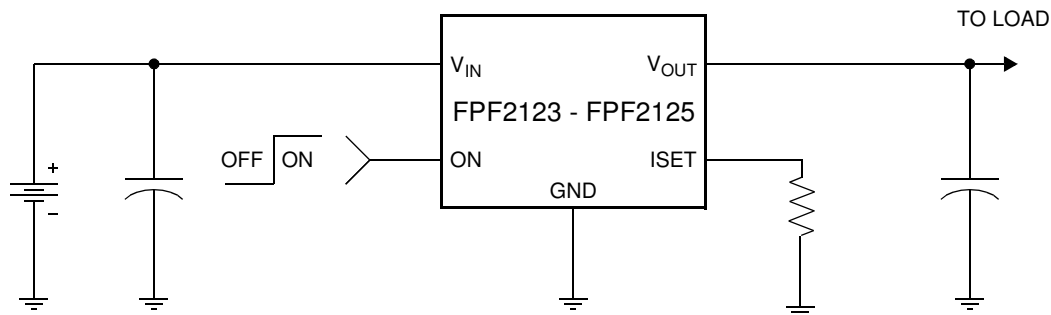 TO LOAD
VIN
VOUT
FPF2123 - FPF2125
OFF
ON
ON
ISET
GND
+
–